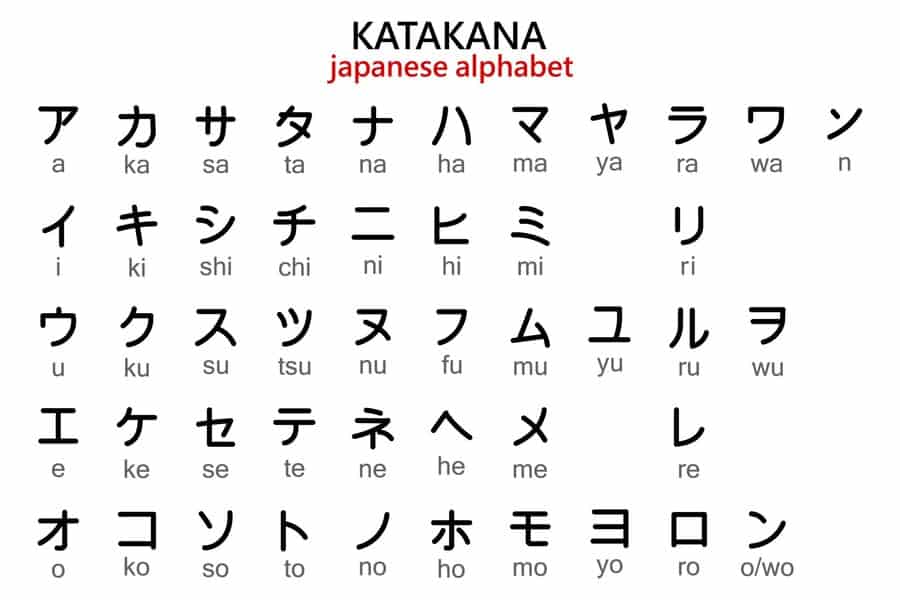 KATAKANA
japanese alphabet
ア カ サ タ ナ ハ マ ヤ ラ ワ ン
a ka sa ta na ha ma ya ra wa n
イ キ シ チ ニ ヒ ミ リ
i ki shi chi ni hi mi ri
ウ ク ス ツ ヌ フ ム ユ ル ヲ
u ku su tsu nu fu mu yu ru wu
エ ケ セ テ ネ ヘ メ レ
e ke se te ne he me re
オ コ ソ ト ノ ホ モ ヨ ロ ン
o ko so to no ho mo yo ro o/wo